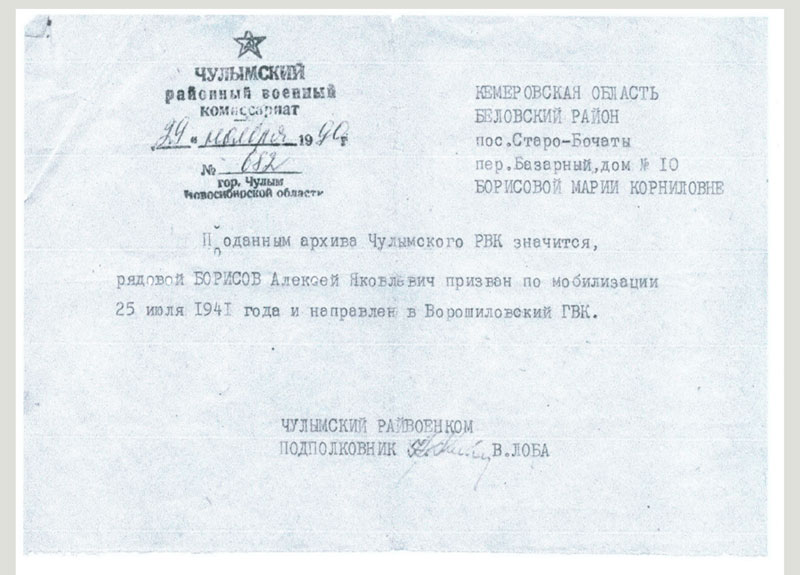 ЧУЛЫМСКИЙ
районный военный
комиссариат
„29" ноября 1990 г
№ 682
гор. Чулым
Новосибирской области
КЕМЕРОВСКАЯ ОБЛАСТЬ
БЕЛОВСКИЙ РАЙОН
пос.Старо-Бочаты
пер.Базарный,дом № 10
БОРИСОВОЙ МАРИИ КОРНИЛОВНЕ
По данным архива Чулымского РВК значится,
рядовой БОРИСОВ Алексей Яковлевич призван по мобилизации
25 июля 1941 года и направлен в Ворошиловский ГВК.
ЧУЛЫМСКИЙ РАЙВОЕНКОМ
ПОДПОЛКОВНИК В.ЛОБА